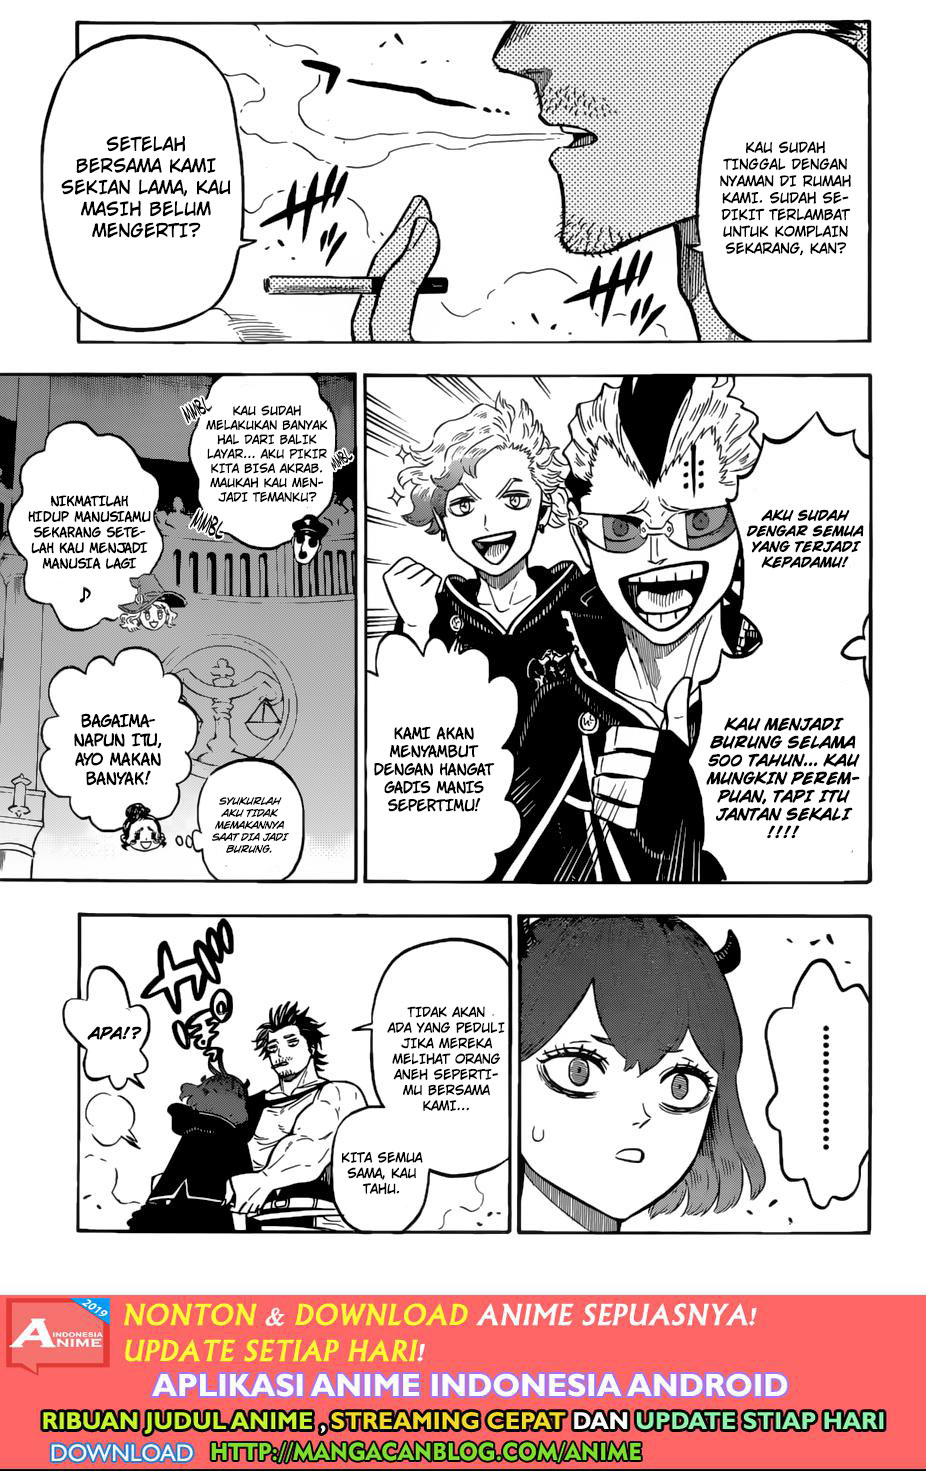 KAU SUDAH
TINGGAL DENGAN
NYAMAN DI RUMAH
KAMI. SUDAH SE-
DIKIT TERLAMBAT
UNTUK KOMPLAIN
SEKARANG, KAN?
SETELAH
BERSAMA KAMI
SEKIAN LAMA, KAU
MASIH BELUM
MENGERTI?
AKU SUDAH
DENGAR SEMUA
YANG TERJADI
KEPADAMU!
KAU MENJADI
BURUNG SELAMA
500 TAHUN... KAU
MUNGKIN PEREM-
PUAN, TAPI ITU
JANTAN SEKALI
!!!!
KAMI AKAN
MENYAMBUT
DENGAN HANGAT
GADIS MANIS
SEPERTIMU!
KAU SUDAH
MELAKUKAN BANYAK
HAL DARI BALIK
LAYAR... AKU PIKIR
KITA BISA AKRAB.
MAUKAH KAU MEN-
JADI TEMANKU?
MMBL
MMBL
MMBL
NIKMATILAH
HIDUP MANUSIAMU
SEKARANG SETE-
LAH KAU MENJADI
MANUSIA LAGI
♪
BAGAIMA-
NAPUN ITU,
AYO MAKAN
BANYAK!
SYUKURLAH
AKU TIDAK
MEMAKANNYA
SAAT DIA JADI
BURUNG.
............
TIDAK AKAN
ADA YANG PEDULI
JIKA MEREKA
MELIHAT ORANG
ANEH SEPERTI-
MU BERSAMA
KAMI...
KITA SEMUA
SAMA, KAU
TAHU.
APA!?
2019
INDONESIA
ANIME
NONTON & DOWNLOAD ANIME SEPUASNYA!
UPDATE SETIAP HARI!
APLIKASI ANIME INDONESIA ANDROID
RIBUAN JUDUL ANIME , STREAMING CEPAT DAN UPDATE STIAP HARI
DOWNLOAD HTTP://MANGACANBLOG.COM/ANIME